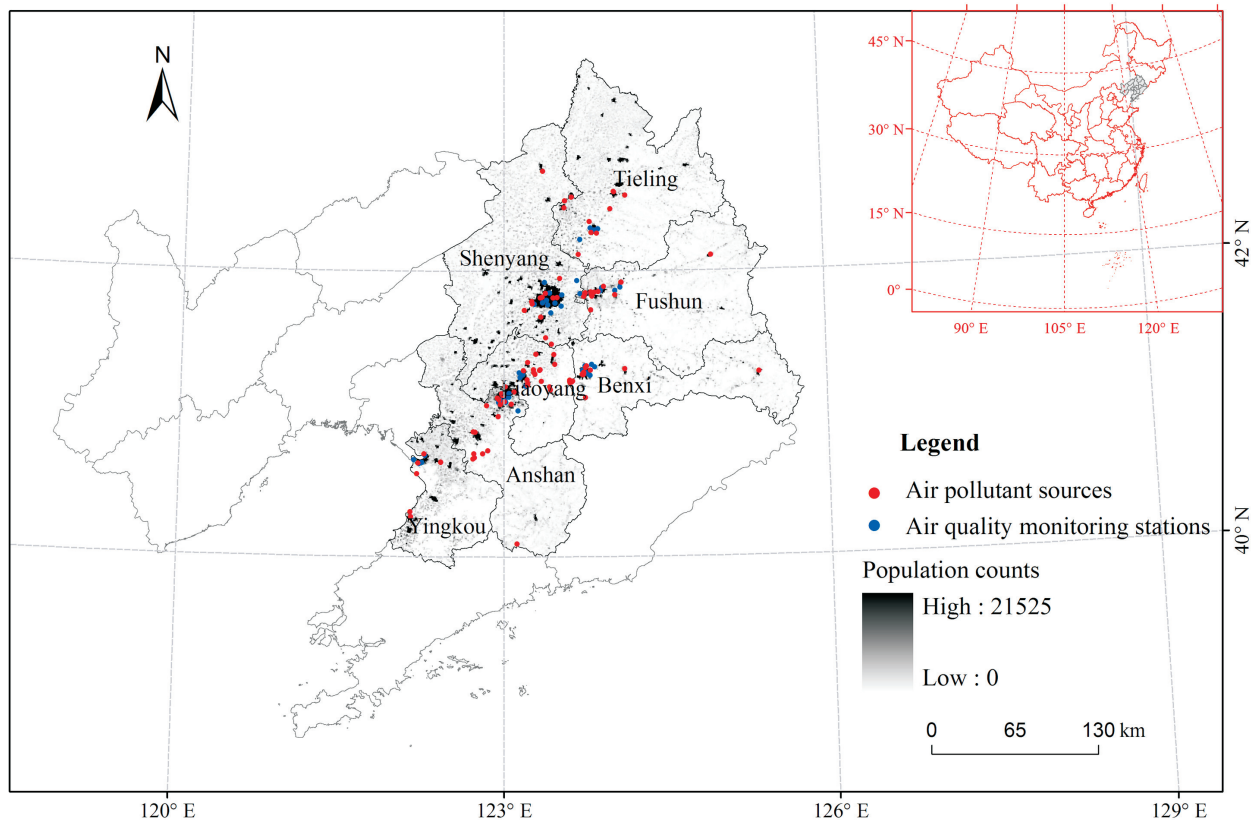 N
45° N
30° N
15° N
0°
90° E
105° E
120° E
Tieling
Shenyang
Fushun
Benxi
aoyang
Anshan
Yingkou
42° N
40° N
Legend
Air pollutant sources
Air quality monitoring stations
Population counts
High : 21525
Low : 0
0 65 130 km
120° E
123° E
126° E
129° E